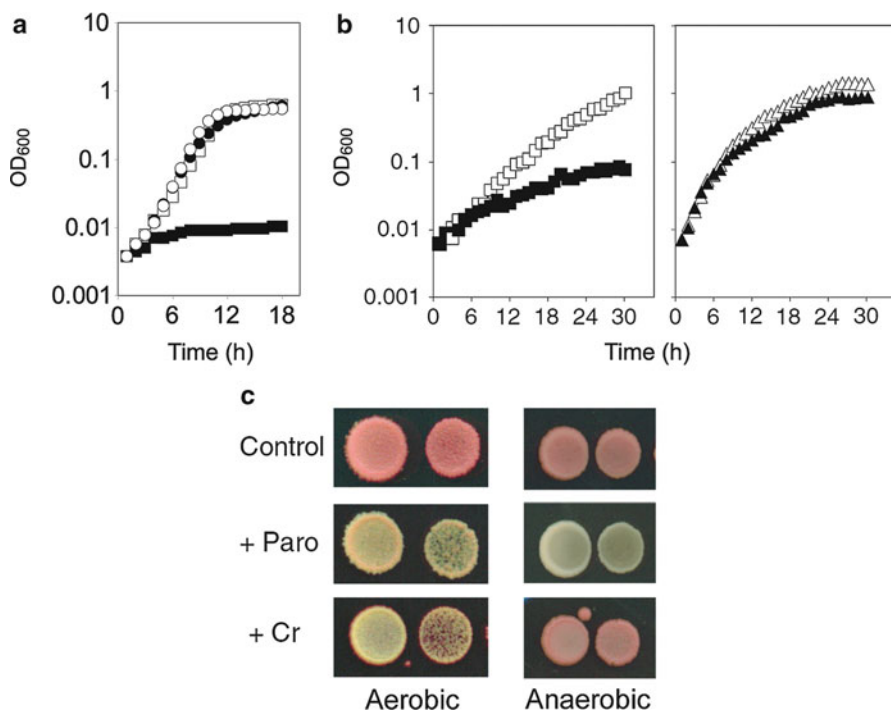 a
10
1
0.1
0.01
0.001
OD600
0 6 12 18
Time (h)
b
10
1
0.1
0.01
0.001
OD600
0 6 12 18 24 30
Time (h)
0 6 12 18 24 30
Time (h)
c
Control
+ Paro
+ Cr
Aerobic Anaerobic